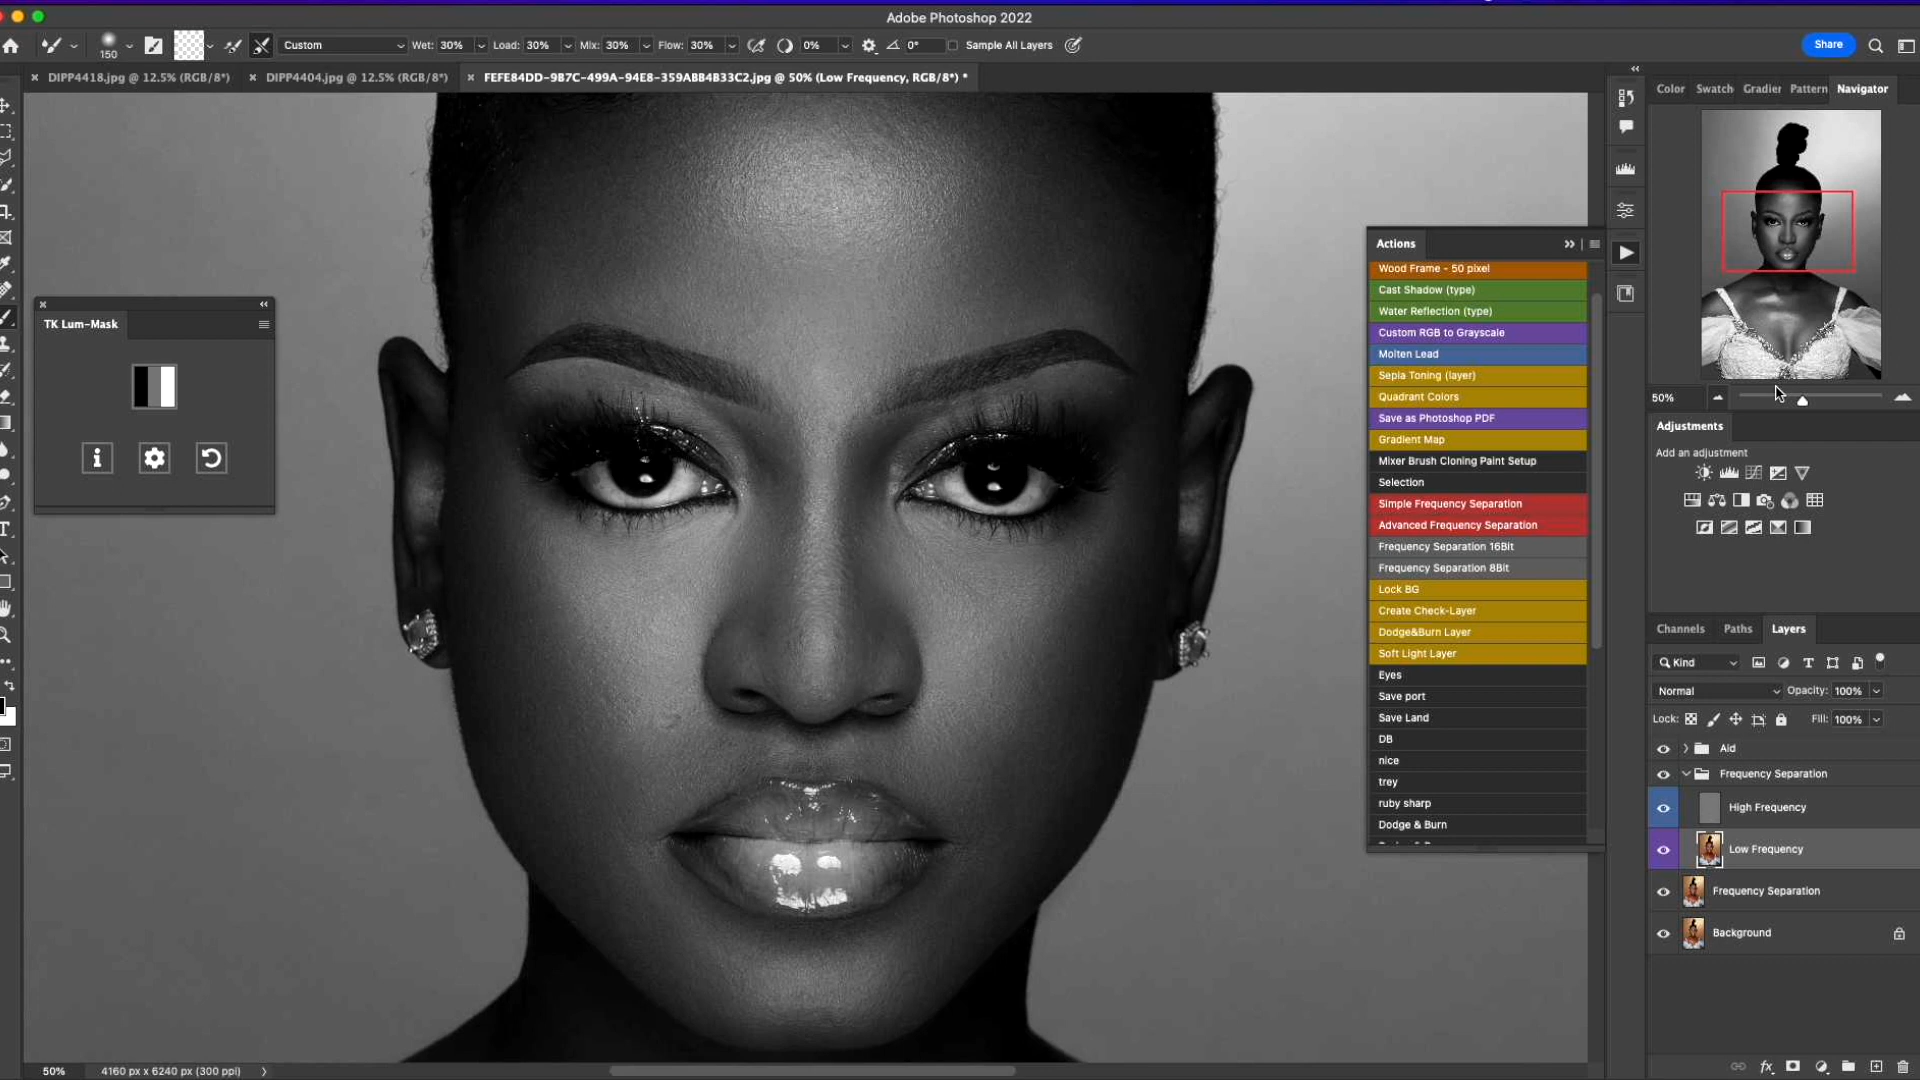 Adobe Photoshop 2022
150
Custom
Wet: 30%
Load: 30%
Mix: 30%
Flow: 30%
0%
0°
Sample All Layers
Share
DIPP4418.jpg @ 12.5% (RGB/8*)
DIPP4404.jpg @ 12.5% (RGB/8*)
FEFE84DD-9B7C-499A-94E8-359ABB4B33C2.jpg @ 50% (Low Frequency, RGB/8*) *
Color
Swatch
Gradier
Pattern
Navigator
TK Lum-Mask
Actions
Wood Frame - 50 pixel
Cast Shadow (type)
Water Reflection (type)
Custom RGB to Grayscale
Molten Lead
Sepia Toning (layer)
Quadrant Colors
Save as Photoshop PDF
Gradient Map
Mixer Brush Cloning Paint Setup
Selection
Simple Frequency Separation
Advanced Frequency Separation
Frequency Separation 16Bit
Frequency Separation 8Bit
Lock BG
Create Check-Layer
Dodge&Burn Layer
Soft Light Layer
Eyes
Save port
Save Land
DB
nice
trey
ruby sharp
Dodge & Burn
50%
Adjustments
Add an adjustment
Channels
Paths
Layers
Kind
Normal
Opacity: 100%
Lock:
Fill: 100%
Aid
Frequency Separation
High Frequency
Low Frequency
Frequency Separation
Background
50%
4160 px x 6240 px (300 ppi)